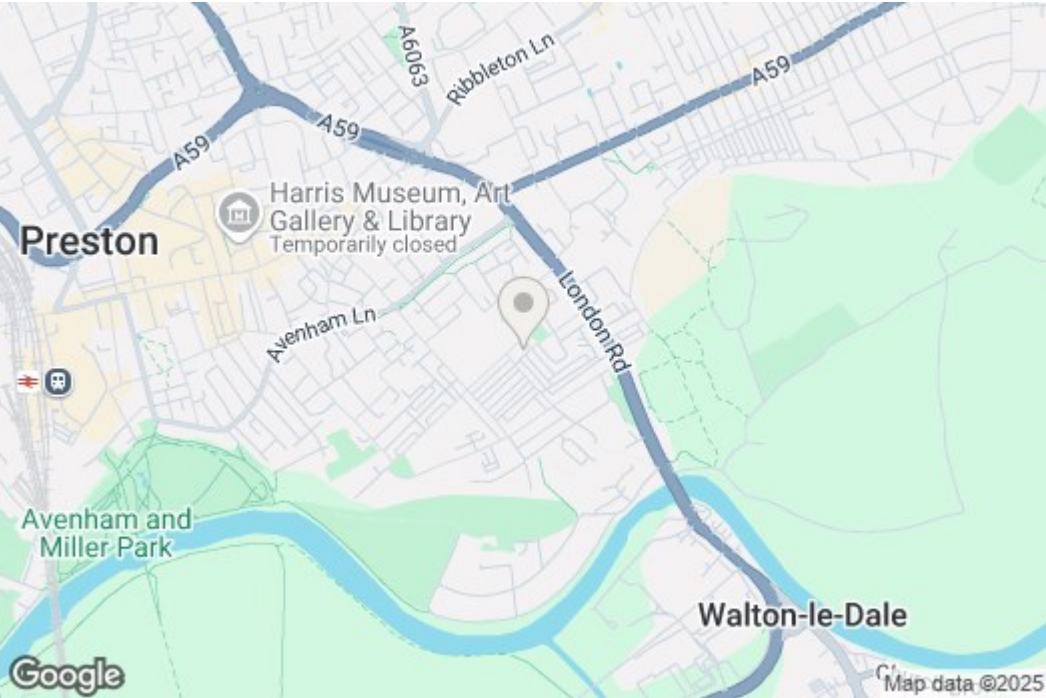 A6063
Ribbleton Ln
A59
A59
A59
Harris Museum, Art
Gallery & Library
Temporarily closed
Preston
London Rd
Avenham Ln
Avenham and
Miller Park
Walton-le-Dale
Google
Map data ©2025